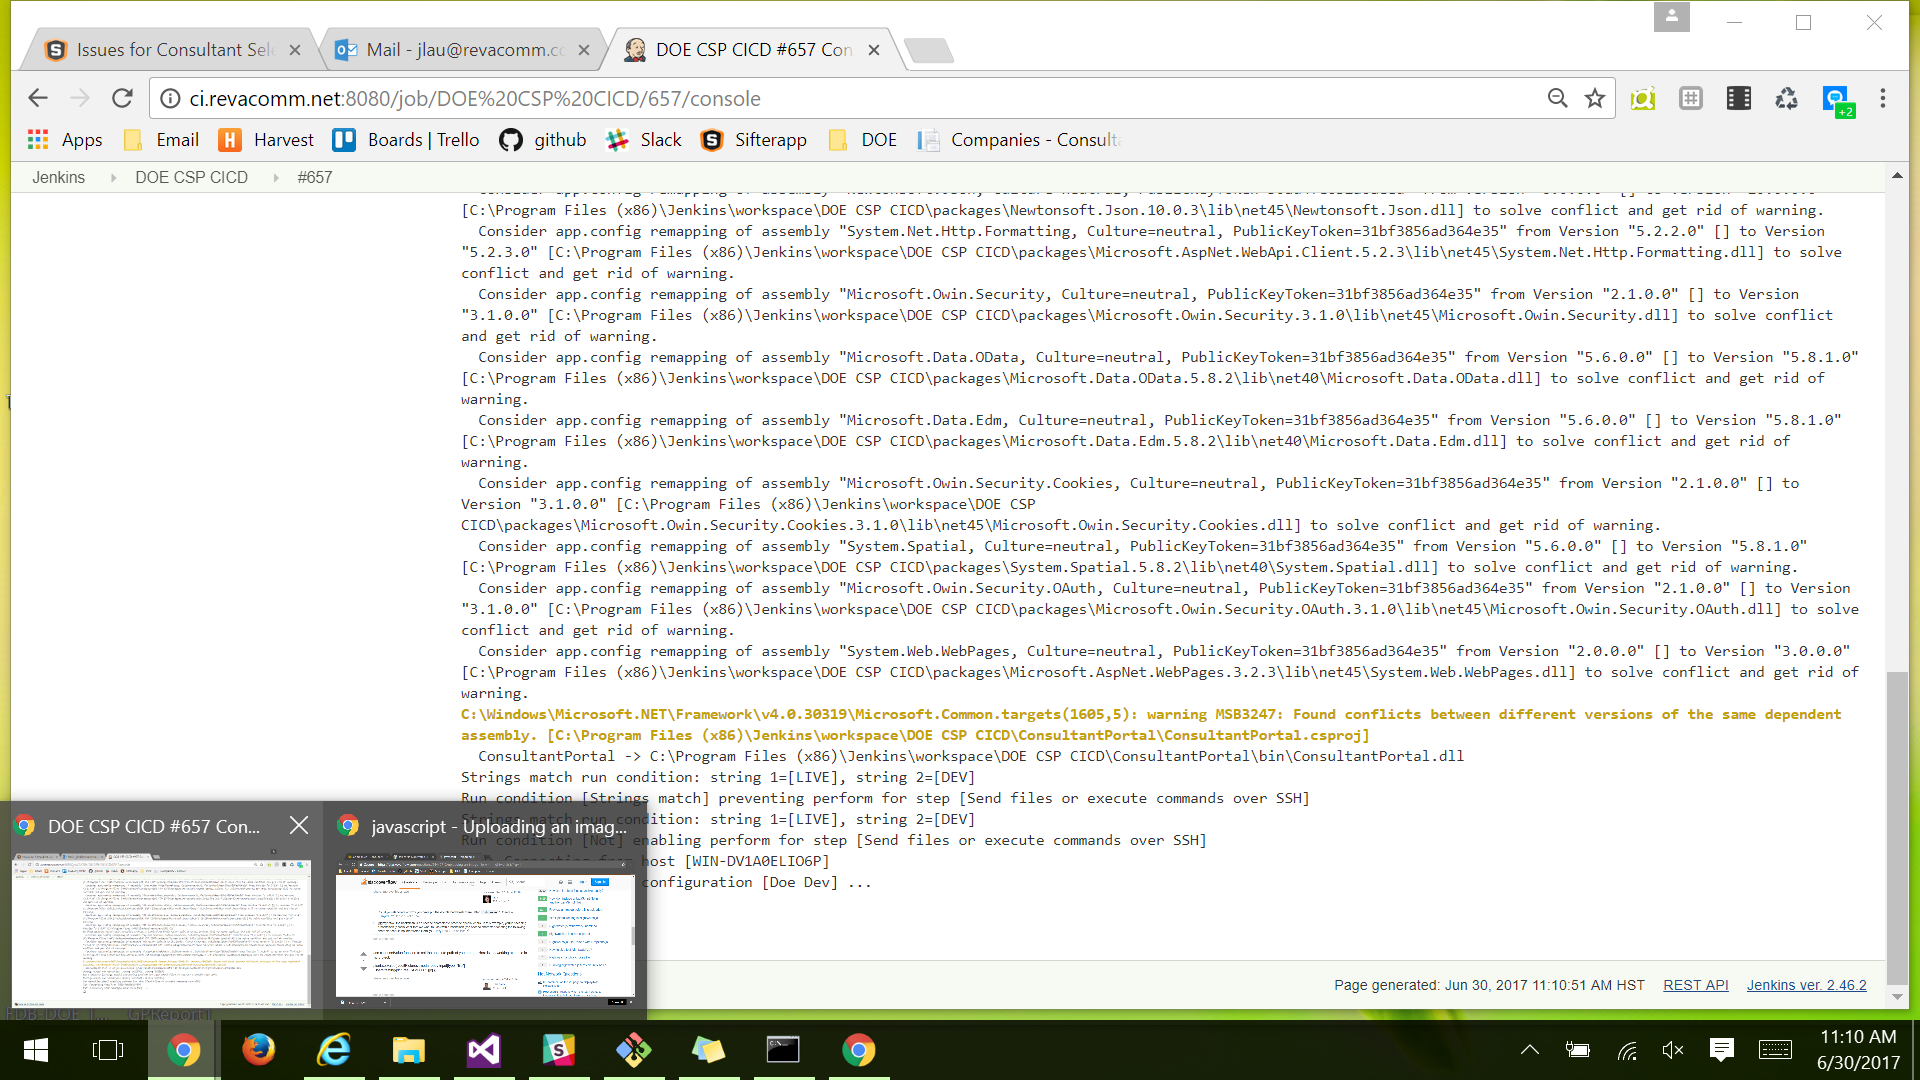 Issues for Consultant Sele
Mail - jlau@revacomm.co
DOE CSP CICD #657 Con
ci.revacomm.net:8080/job/DOE%20CSP%20CICD/657/console
+2
Apps
Email
Harvest
Boards | Trello
github
Slack
Sifterapp
DOE
Companies - Consulta
Jenkins
DOE CSP CICD
#657
[C:\Program Files (x86)\Jenkins\workspace\DOE CSP CICD\packages\Newtonsoft.Json.10.0.3\lib\net45\Newtonsoft.Json.dll] to solve conflict and get rid of warning.
Consider app.config remapping of assembly "System.Net.Http.Formatting, Culture=neutral, PublicKeyToken=31bf3856ad364e35" from Version "5.2.2.0" [] to Version
"5.2.3.0" [C:\Program Files (x86)\Jenkins\workspace\DOE CSP CICD\packages\Microsoft.AspNet.WebApi.Client.5.2.3\lib\net45\System.Net.Http.Formatting.dll] to solve
conflict and get rid of warning.
Consider app.config remapping of assembly "Microsoft.Owin.Security, Culture=neutral, PublicKeyToken=31bf3856ad364e35" from Version "2.1.0.0" [] to Version
"3.1.0.0" [C:\Program Files (x86)\Jenkins\workspace\DOE CSP CICD\packages\Microsoft.Owin.Security.3.1.0\lib\net45\Microsoft.Owin.Security.dll] to solve conflict
and get rid of warning.
Consider app.config remapping of assembly "Microsoft.Data.OData, Culture=neutral, PublicKeyToken=31bf3856ad364e35" from Version "5.6.0.0" [] to Version "5.8.1.0"
[C:\Program Files (x86)\Jenkins\workspace\DOE CSP CICD\packages\Microsoft.Data.OData.5.8.2\lib\net40\Microsoft.Data.OData.dll] to solve conflict and get rid of
warning.
Consider app.config remapping of assembly "Microsoft.Data.Edm, Culture=neutral, PublicKeyToken=31bf3856ad364e35" from Version "5.6.0.0" [] to Version "5.8.1.0"
[C:\Program Files (x86)\Jenkins\workspace\DOE CSP CICD\packages\Microsoft.Data.Edm.5.8.2\lib\net40\Microsoft.Data.Edm.dll] to solve conflict and get rid of
warning.
Consider app.config remapping of assembly "Microsoft.Owin.Security.Cookies, Culture=neutral, PublicKeyToken=31bf3856ad364e35" from Version "2.1.0.0" [] to
Version "3.1.0.0" [C:\Program Files (x86)\Jenkins\workspace\DOE CSP
CICD\packages\Microsoft.Owin.Security.Cookies.3.1.0\lib\net45\Microsoft.Owin.Security.Cookies.dll] to solve conflict and get rid of warning.
Consider app.config remapping of assembly "System.Spatial, Culture=neutral, PublicKeyToken=31bf3856ad364e35" from Version "5.6.0.0" [] to Version "5.8.1.0"
[C:\Program Files (x86)\Jenkins\workspace\DOE CSP CICD\packages\System.Spatial.5.8.2\lib\net40\System.Spatial.dll] to solve conflict and get rid of warning.
Consider app.config remapping of assembly "Microsoft.Owin.Security.OAuth, Culture=neutral, PublicKeyToken=31bf3856ad364e35" from Version "2.1.0.0" [] to Version
"3.1.0.0" [C:\Program Files (x86)\Jenkins\workspace\DOE CSP CICD\packages\Microsoft.Owin.Security.OAuth.3.1.0\lib\net45\Microsoft.Owin.Security.OAuth.dll] to solve
conflict and get rid of warning.
Consider app.config remapping of assembly "System.Web.WebPages, Culture=neutral, PublicKeyToken=31bf3856ad364e35" from Version "2.0.0.0" [] to Version "3.0.0.0"
[C:\Program Files (x86)\Jenkins\workspace\DOE CSP CICD\packages\Microsoft.AspNet.WebPages.3.2.3\lib\net45\System.Web.WebPages.dll] to solve conflict and get rid of
warning.
C:\Windows\Microsoft.NET\Framework\v4.0.30319\Microsoft.Common.targets(1605,5): warning MSB3247: Found conflicts between different versions of the same dependent
assembly. [C:\Program Files (x86)\Jenkins\workspace\DOE CSP CICD\ConsultantPortal\ConsultantPortal.csproj]
ConsultantPortal -> C:\Program Files (x86)\Jenkins\workspace\DOE CSP CICD\ConsultantPortal\bin\ConsultantPortal.dll
Strings match run condition: string 1=[LIVE], string 2=[DEV]
Run condition [Strings match] preventing perform for step [Send files or execute commands over SSH]
Strings match run condition: string 1=[LIVE], string 2=[DEV]
Run condition [Not] enabling perform for step [Send files or execute commands over SSH]
host [WIN-DV1A0ELIO6P]
configuration [Doe Dev] ...
DOE CSP CICD #657 Con...
javascript - Uploading an imag...
Page generated: Jun 30, 2017 11:10:51 AM HST
REST API
Jenkins ver. 2.46.2
11:10 AM
6/30/2017